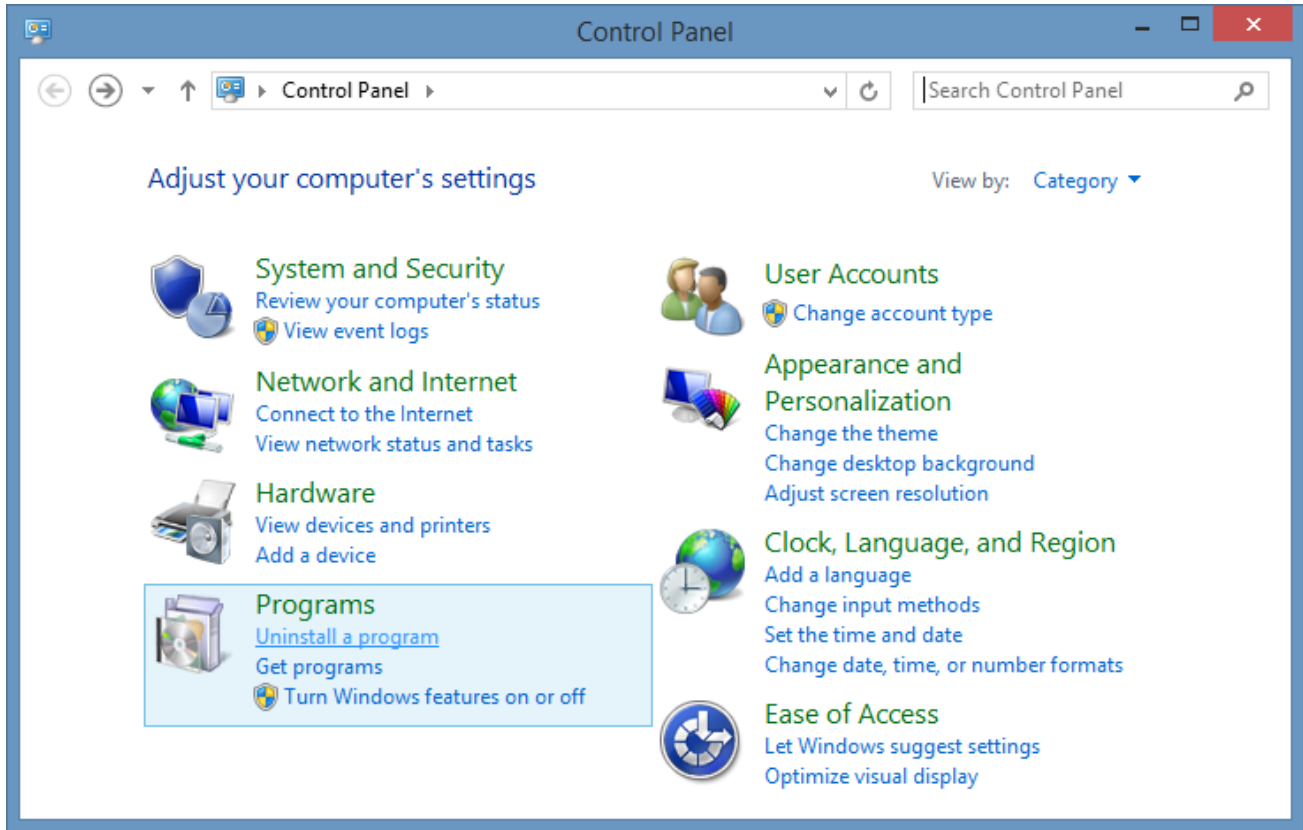 Control Panel
Control Panel
Search Control Panel
Adjust your computer's settings
View by: Category
System and Security
Review your computer's status
View event logs
Network and Internet
Connect to the Internet
View network status and tasks
Hardware
View devices and printers
Add a device
Programs
Uninstall a program
Get programs
Turn Windows features on or off
User Accounts
Change account type
Appearance and
Personalization
Change the theme
Change desktop background
Adjust screen resolution
Clock, Language, and Region
Add a language
Change input methods
Set the time and date
Change date, time, or number formats
Ease of Access
Let Windows suggest settings
Optimize visual display